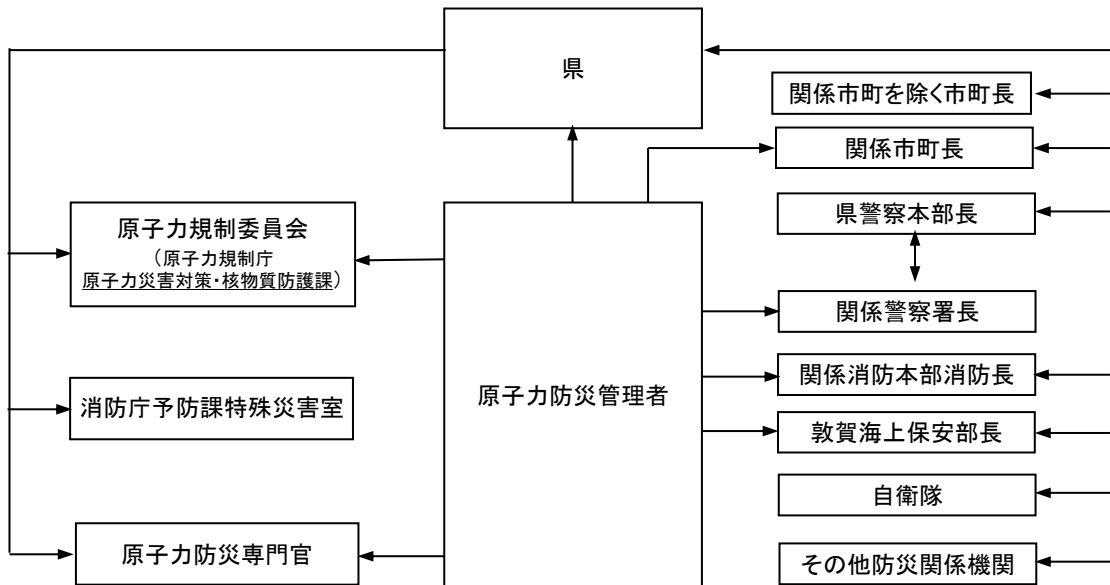 県
関係市町を除く市町長
関係市町長
県警察本部長
原子力規制委員会
（原子力規制庁
原子力災害対策・核物質防護課）
関係警察署長
原子力防災管理者
関係消防本部消防長
消防庁予防課特殊災害室
敦賀海上保安部長
自衛隊
原子力防災専門官
その他防災関係機関